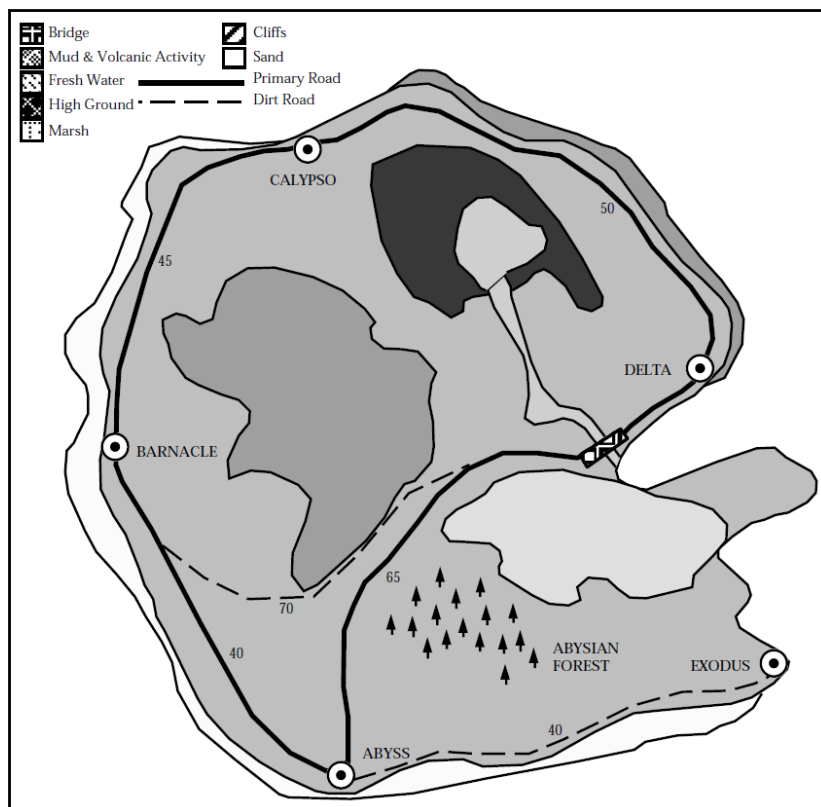 Bridge
Cliffs
Mud & Volcanic Activity
Sand
Fresh Water
Primary Road
High Ground
Dirt Road
Marsh
CALYPSO
50
45
DELTA
BARNACLE
65
70
ABYSIAN
FOREST
40
EXODUS
40
ABYSS